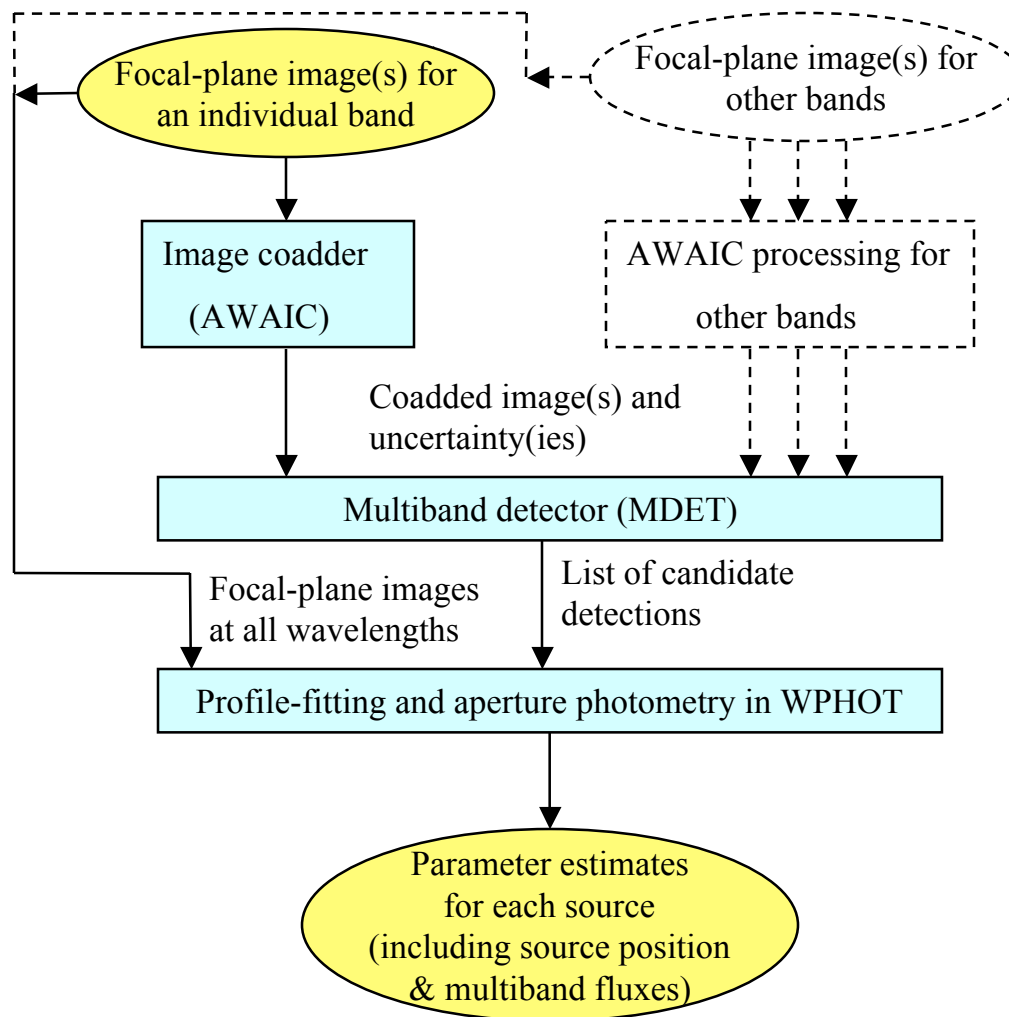 Focal-plane image(s) for
an individual band
Focal-plane image(s) for
other bands
Image coadder
(AWAIC)
AWAIC processing for
other bands
Coadded image(s) and
uncertainty(ies)
Multiband detector (MDET)
Focal-plane images
at all wavelengths
List of candidate
detections
Profile-fitting and aperture photometry in WPHOT
Parameter estimates
for each source
(including source position
& multiband fluxes)